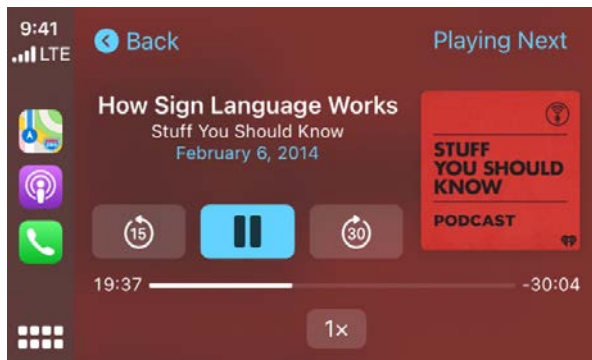 9:41
LTE
Back
Playing Next
How Sign Language Works
Stuff You Should Know
February 6, 2014
STUFF
YOU SHOULD
KNOW
PODCAST
15
30
19:37
-30:04
1×